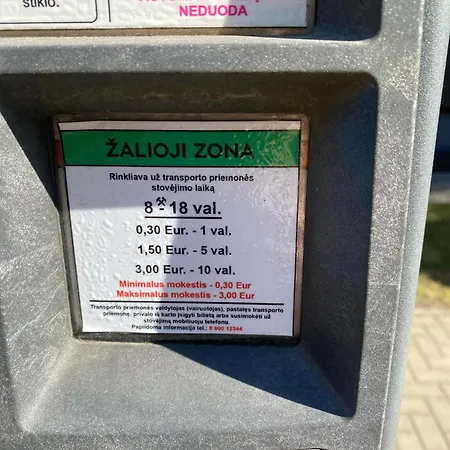 stiklo.
NEDUODA
ŽALIOJI ZONA
Rinkliava už transporto priemonės
stovėjimo laiką
8 - 18 val.
0,30 Eur. - 1 val.
1,50 Eur. - 5 val.
3,00 Eur. - 10 val.
Minimalus mokestis - 0,30 Eur
Maksimalus mokestis - 3,00 Eur
Transporto priemonės valdytojas (vairuotojas), pastatęs transporto
priemonę, privalo iš karto įsigyti bilietą arba susimokėti už
stovėjimą mobiliuoju telefonu.
Papildoma informacija tel.: 8 800 12344